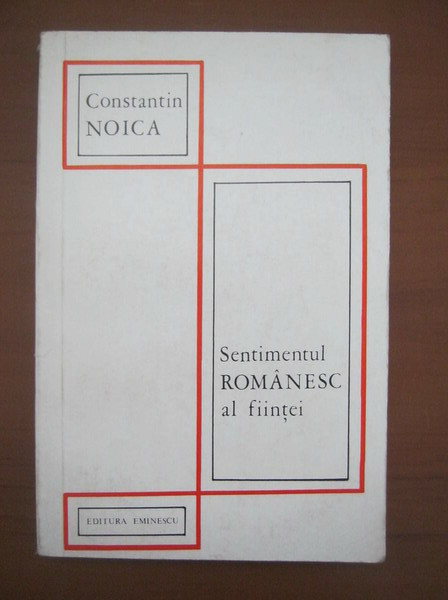 Constantin
NOICA
Sentimentul
ROMÂNESC
al ființei
EDITURA EMINESCU